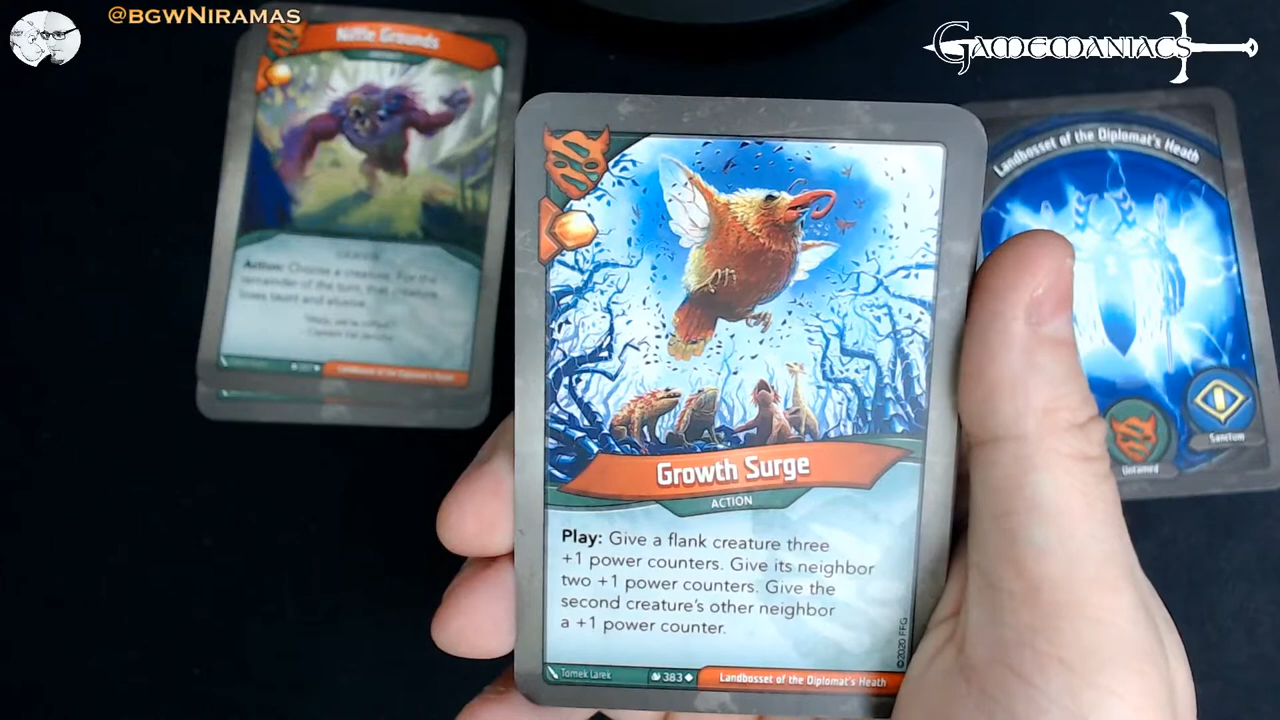 @BGWNIRAMAS
GAMEMANIACS
Niffle Grounds
Action: Choose a creature. For the
remainder of the turn, that creature
loses taunt and elusive.
Landbosset of the Diplomat's Heath
Growth Surge
ACTION
Play: Give a flank creature three
+1 power counters. Give its neighbor
two +1 power counters. Give the
second creature's other neighbor
a +1 power counter.
©2020 FFG
Tomek Larek
383
Landbosset of the Diplomat's Heath
Landbosset of the Diplomat's Heath
Untamed
Sanctum